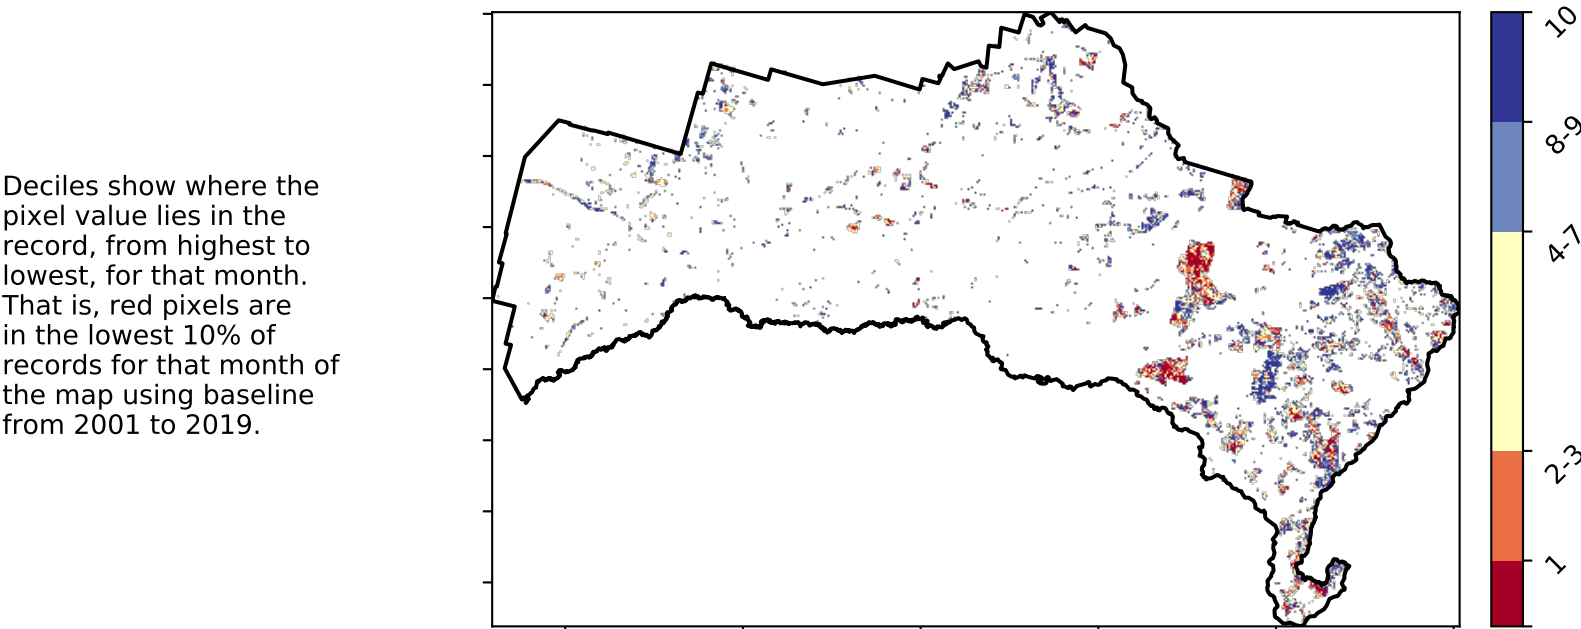 Deciles show where the
pixel value lies in the
record, from highest to
lowest, for that month.
That is, red pixels are
in the lowest 10% of
records for that month of
the map using baseline
from 2001 to 2019.
10
8-9
4-7
2-3
1